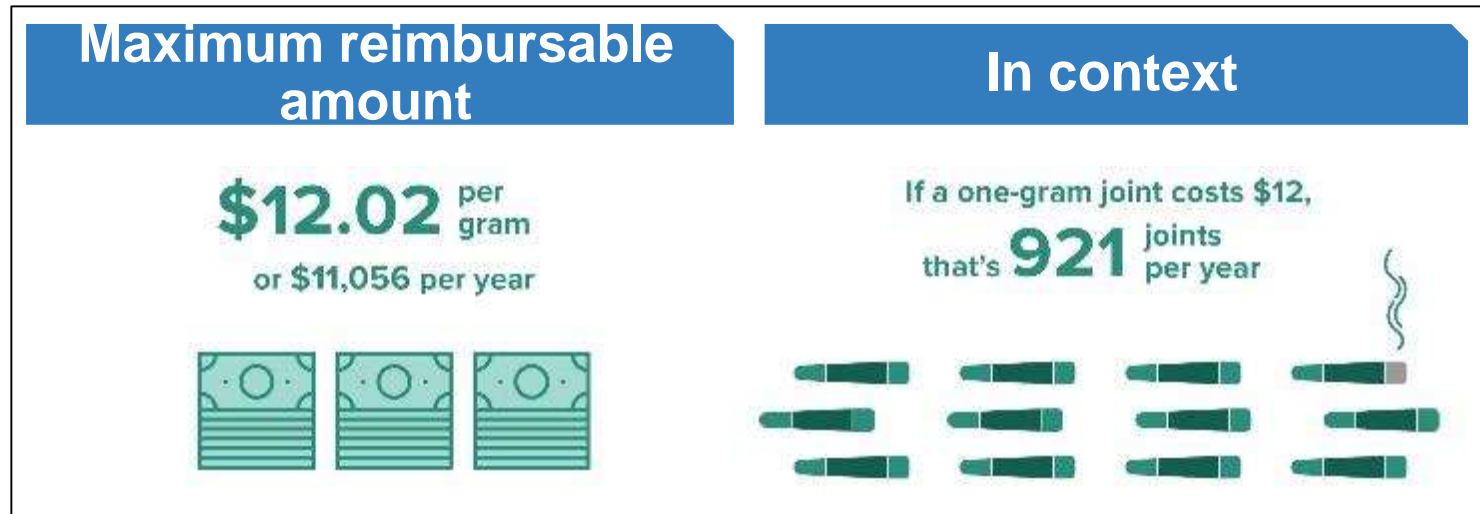 Maximum reimbursable
amount
In context
$12.02 per
gram
or $11,056 per year
If a one-gram joint costs $12,
that's 921 joints
per year